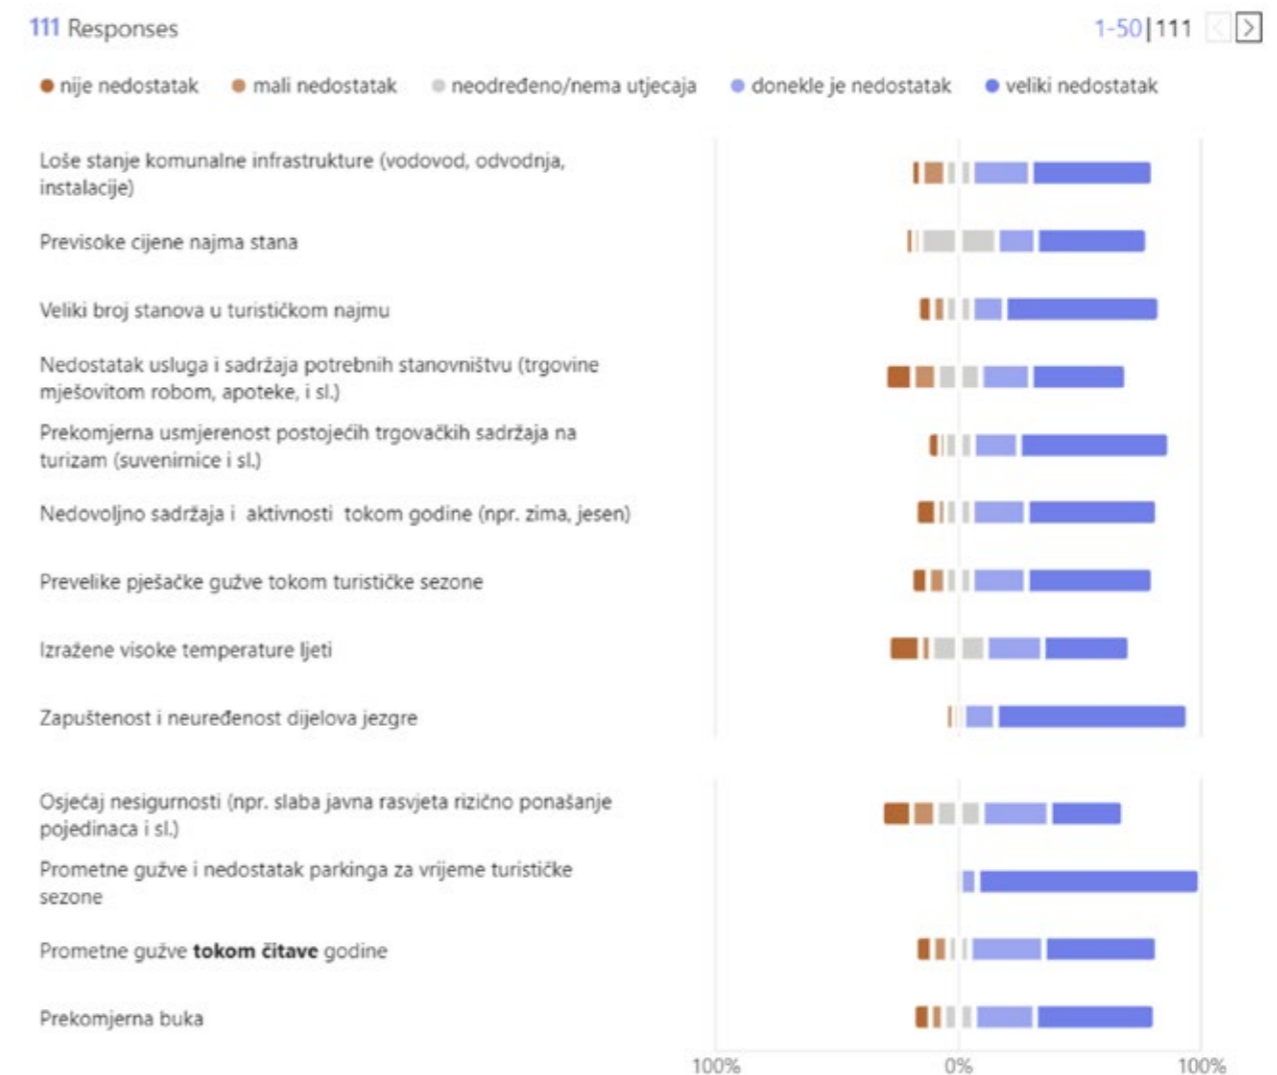 111 Responses
1-50|111
nije nedostatak mali nedostatak neodređeno/nema utjecaja donekle je nedostatak veliki nedostatak
Loše stanje komunalne infrastrukture (vodovod, odvodnja,
instalacije)
Previsoke cijene najma stana
Veliki broj stanova u turističkom najmu
Nedostatak usluga i sadržaja potrebnih stanovništvu (trgovine
mješovitom robom, apoteke, i sl.)
Prekomjerna usmjerenost postojećih trgovačkih sadržaja na
turizam (suvenirnice i sl.)
Nedovoljno sadržaja i aktivnosti tokom godine (npr. zima, jesen)
Prevelike pješačke gužve tokom turističke sezone
Izražene visoke temperature ljeti
Zapuštenost i neuređenost dijelova jezgre
Osjećaj nesigurnosti (npr. slaba javna rasvjeta rizično ponašanje
pojedinaca i sl.)
Prometne gužve i nedostatak parkinga za vrijeme turističke
sezone
Prometne gužve tokom čitave godine
Prekomjerna buka
100% 0% 100%